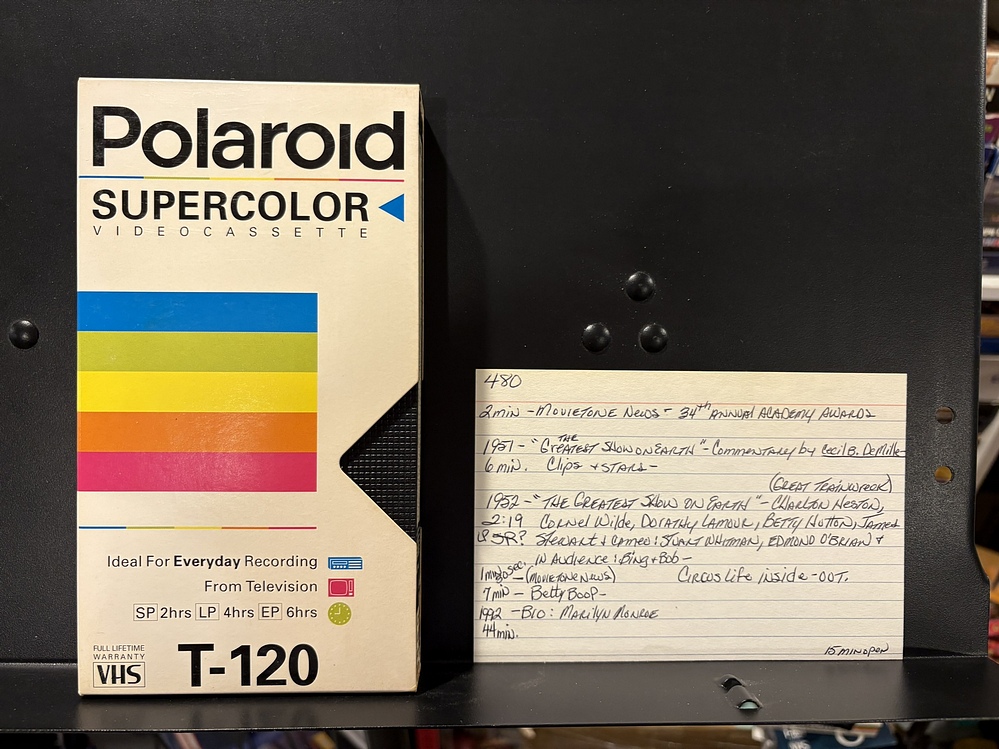 Polaroid
SUPERCOLOR
VIDEOCASSETTE
Ideal For Everyday Recording
From Television
SP 2hrs LP 4hrs EP 6hrs
FULL LIFETIME
WARRANTY
VHS
T-120
480
2 min - MOVIETONE NEWS - 34th ANNUAL ACADEMY AWARDS
1951 - "THE GREATEST SHOW ON EARTH" - COMMENTARY by CECIL B. DeMille -
6 min. Clips + STARS -
(GREAT TRAINWRECK)
1952 - "THE GREATEST SHOW ON EARTH" - CHARLTON HESTON,
2:19 CORNEL Wilde, DORATHY LAMOUR, BETTY HUTTON, JAMES
STEWART + CAMEO: STUART WHITMAN, EDMOND O'BRIAN +
IN AUDIENCE: Bing + Bob -
(MOVIETONE NEWS) CIRCUS LIFE INSIDE - OUT.
7 min - Betty Boop -
1992 - BIO: MARILYN MONROE
44 min.
15 MIN OPEN